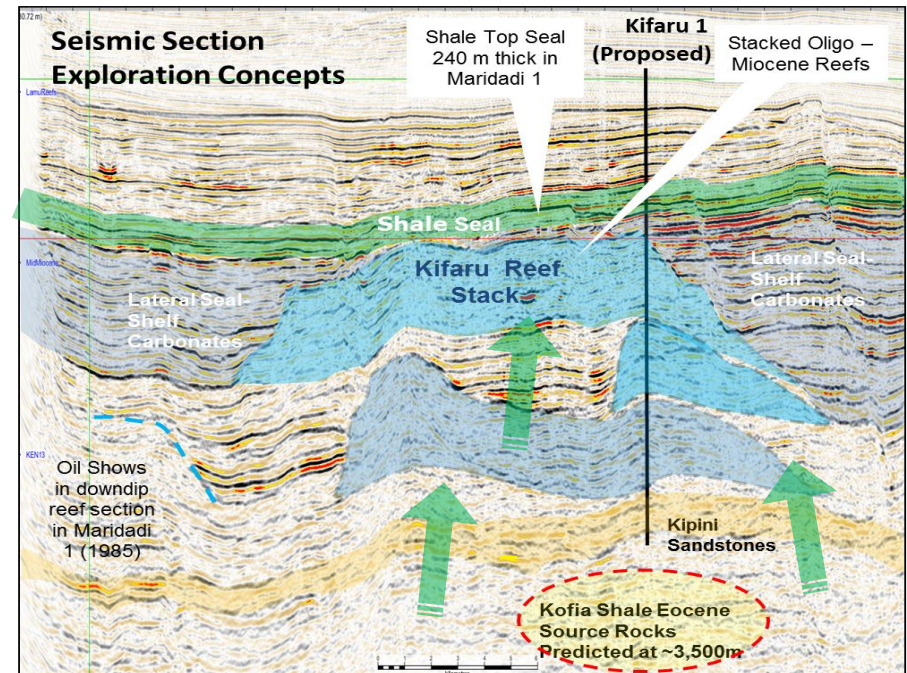 30.72 m)
Seismic Section
Exploration Concepts
Shale Top Seal
240 m thick in
Maridadi 1
Kifaru 1
(Proposed)
Stacked Oligo –
Miocene Reefs
LamuReefs
Shale Seal
MidMiocene
Kifaru Reef
Stack
Lateral Seal-
Shelf
Carbonates
Lateral Seal-
Shelf
Carbonates
KEN13
Oil Shows
in downdip
reef section
in Maridadi
1 (1985)
Kipini
Sandstones
Kofia Shale Eocene
Source Rocks
Predicted at ~3,500m